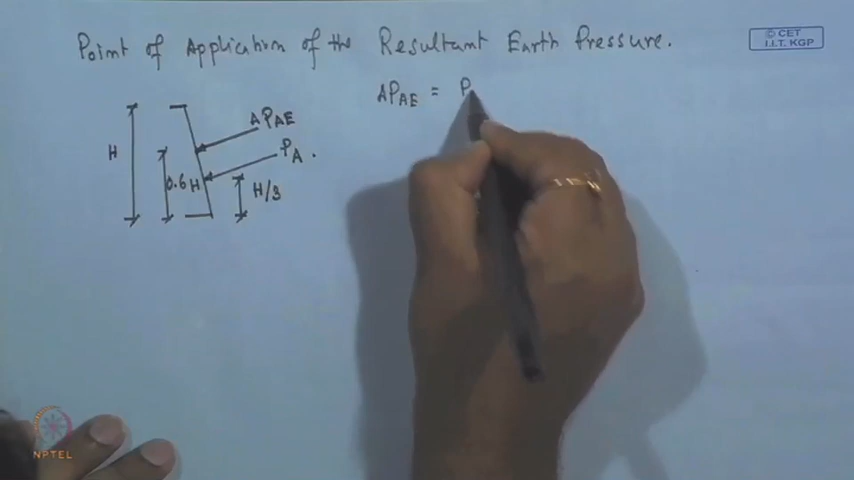 Point of Application of the Resultant Earth Pressure.
© CET
I.I.T. KGP
ΔPAE = P
ΔPAE
PA .
H
0.6H
H/3
NPTEL